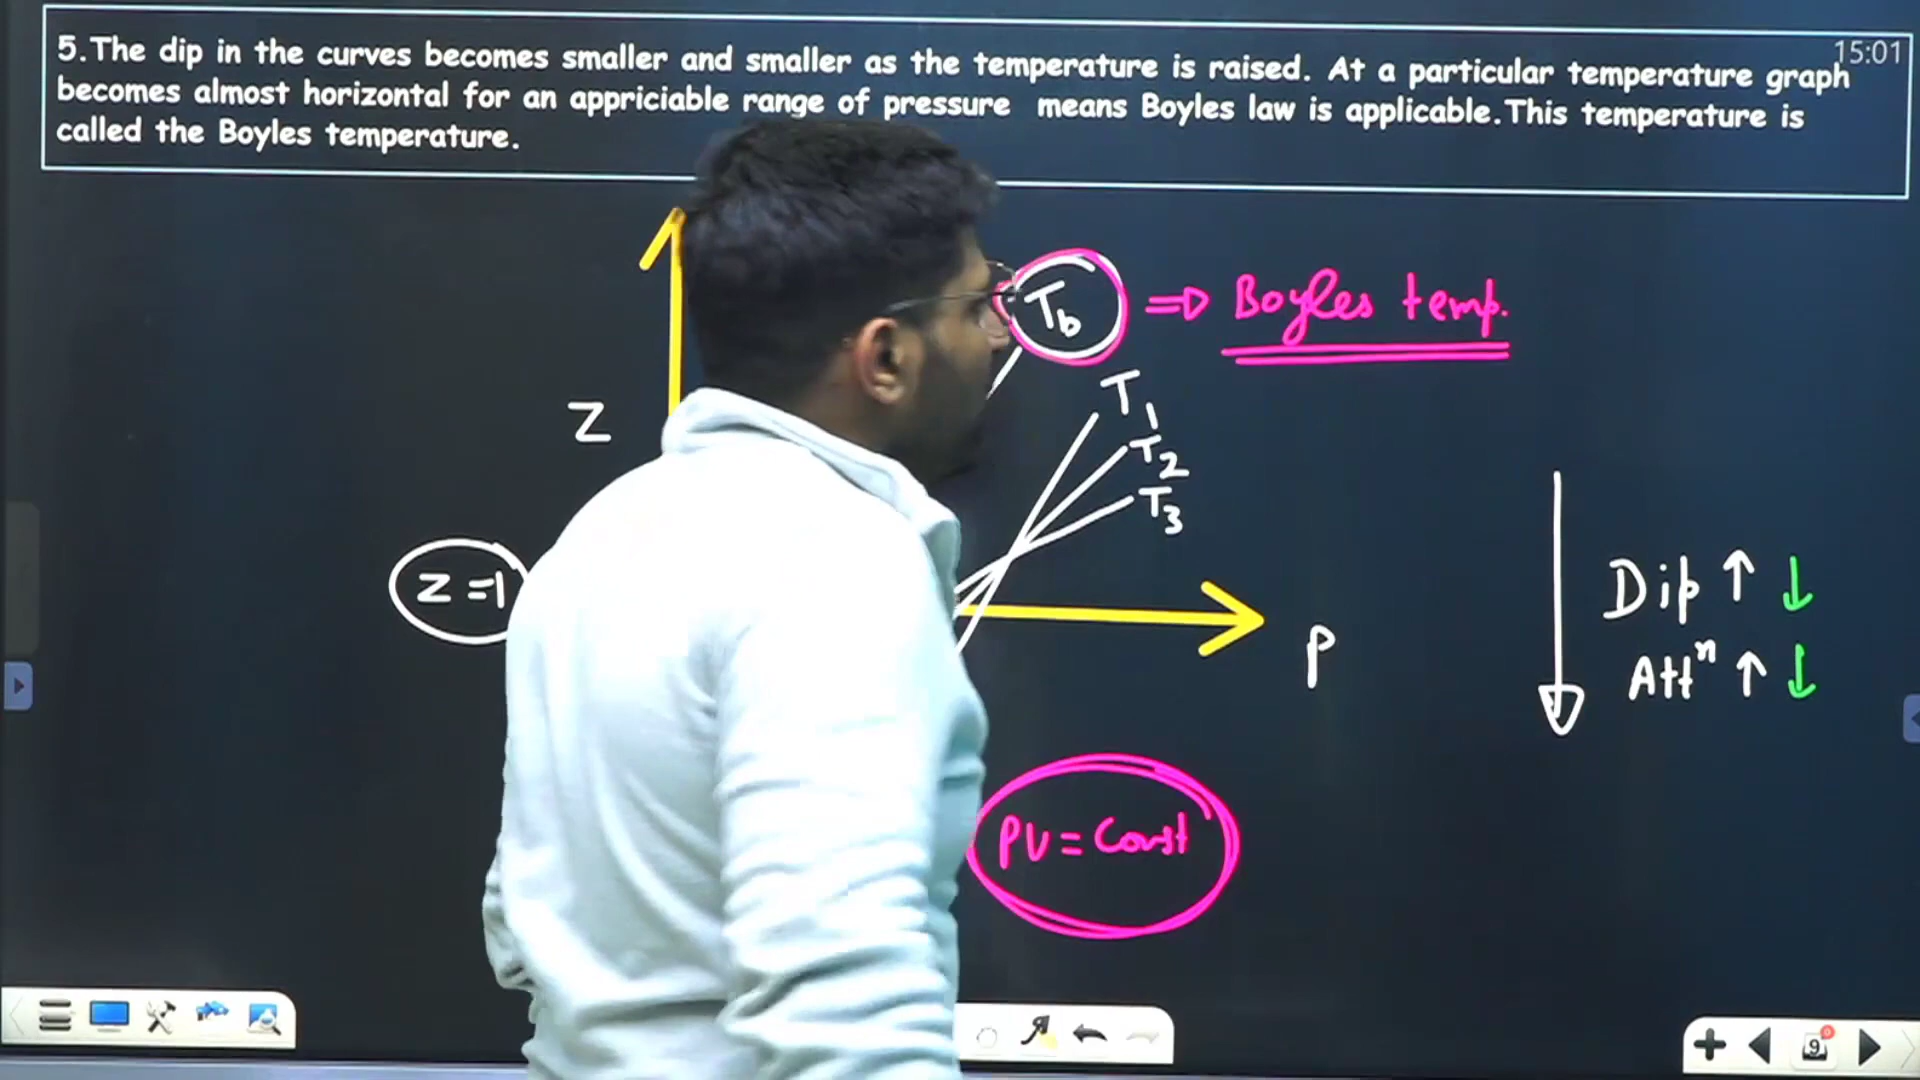 15:01
5.The dip in the curves becomes smaller and smaller as the temperature is raised. At a particular temperature graph
becomes almost horizontal for an appriciable range of pressure means Boyles law is applicable.This temperature is
called the Boyles temperature.
Tb ⇒ Boyles temp.
T1
Z
T2
T3
Z =1
Dip ↑ ↓
P
Attⁿ ↑ ↓
PV = Const
9